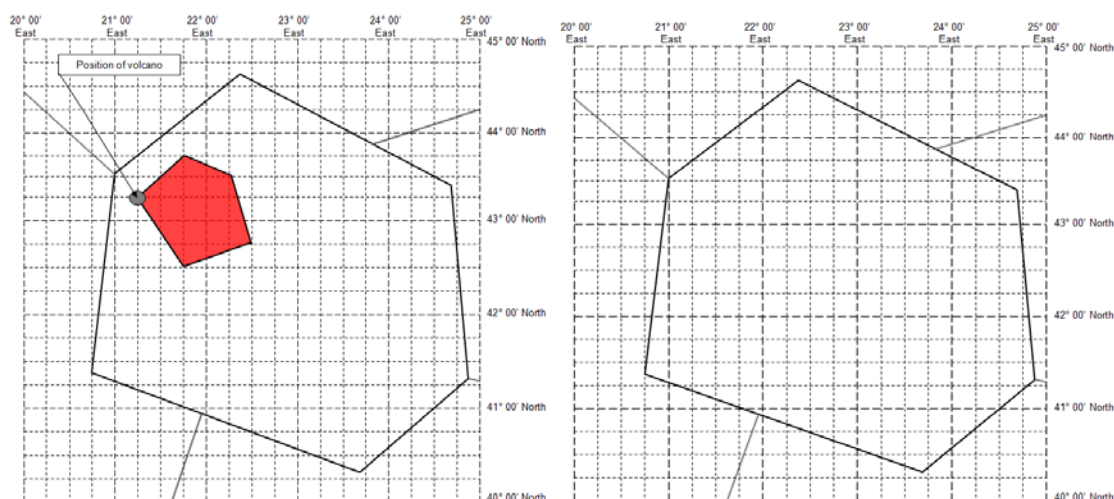 20° 00' 21° 00' 22° 00' 23° 00' 24° 00' 25° 00'
East East East East East East
45° 00' North
Position of volcano
44° 00' North
43° 00' North
42° 00' North
41° 00' North
40° 00' North
20° 00' 21° 00' 22° 00' 23° 00' 24° 00' 25° 00'
East East East East East East
45° 00' North
44° 00' North
43° 00' North
42° 00' North
41° 00' North
40° 00' North